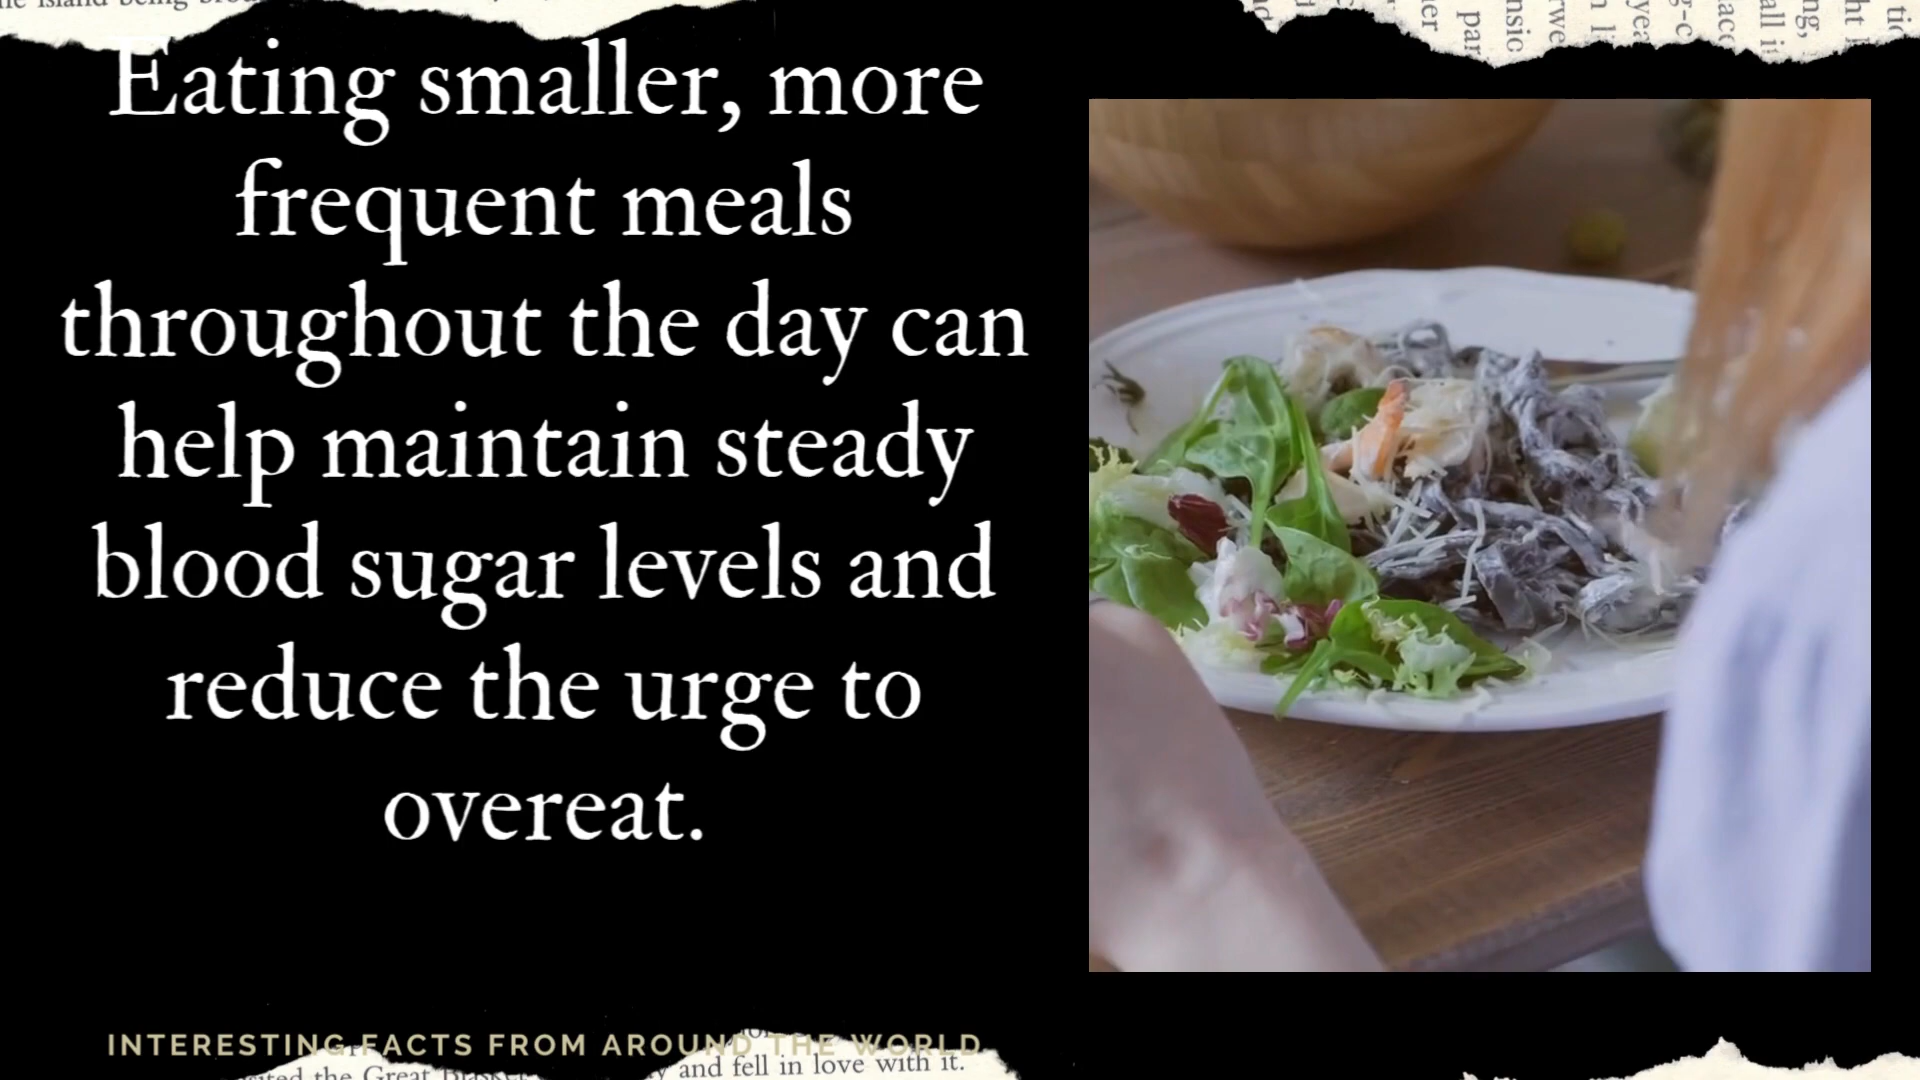 Eating smaller, more
frequent meals
throughout the day can
help maintain steady
blood sugar levels and
reduce the urge to
overeat.
INTERESTING FACTS FROM AROUND THE WORLD
and fell in love with it.